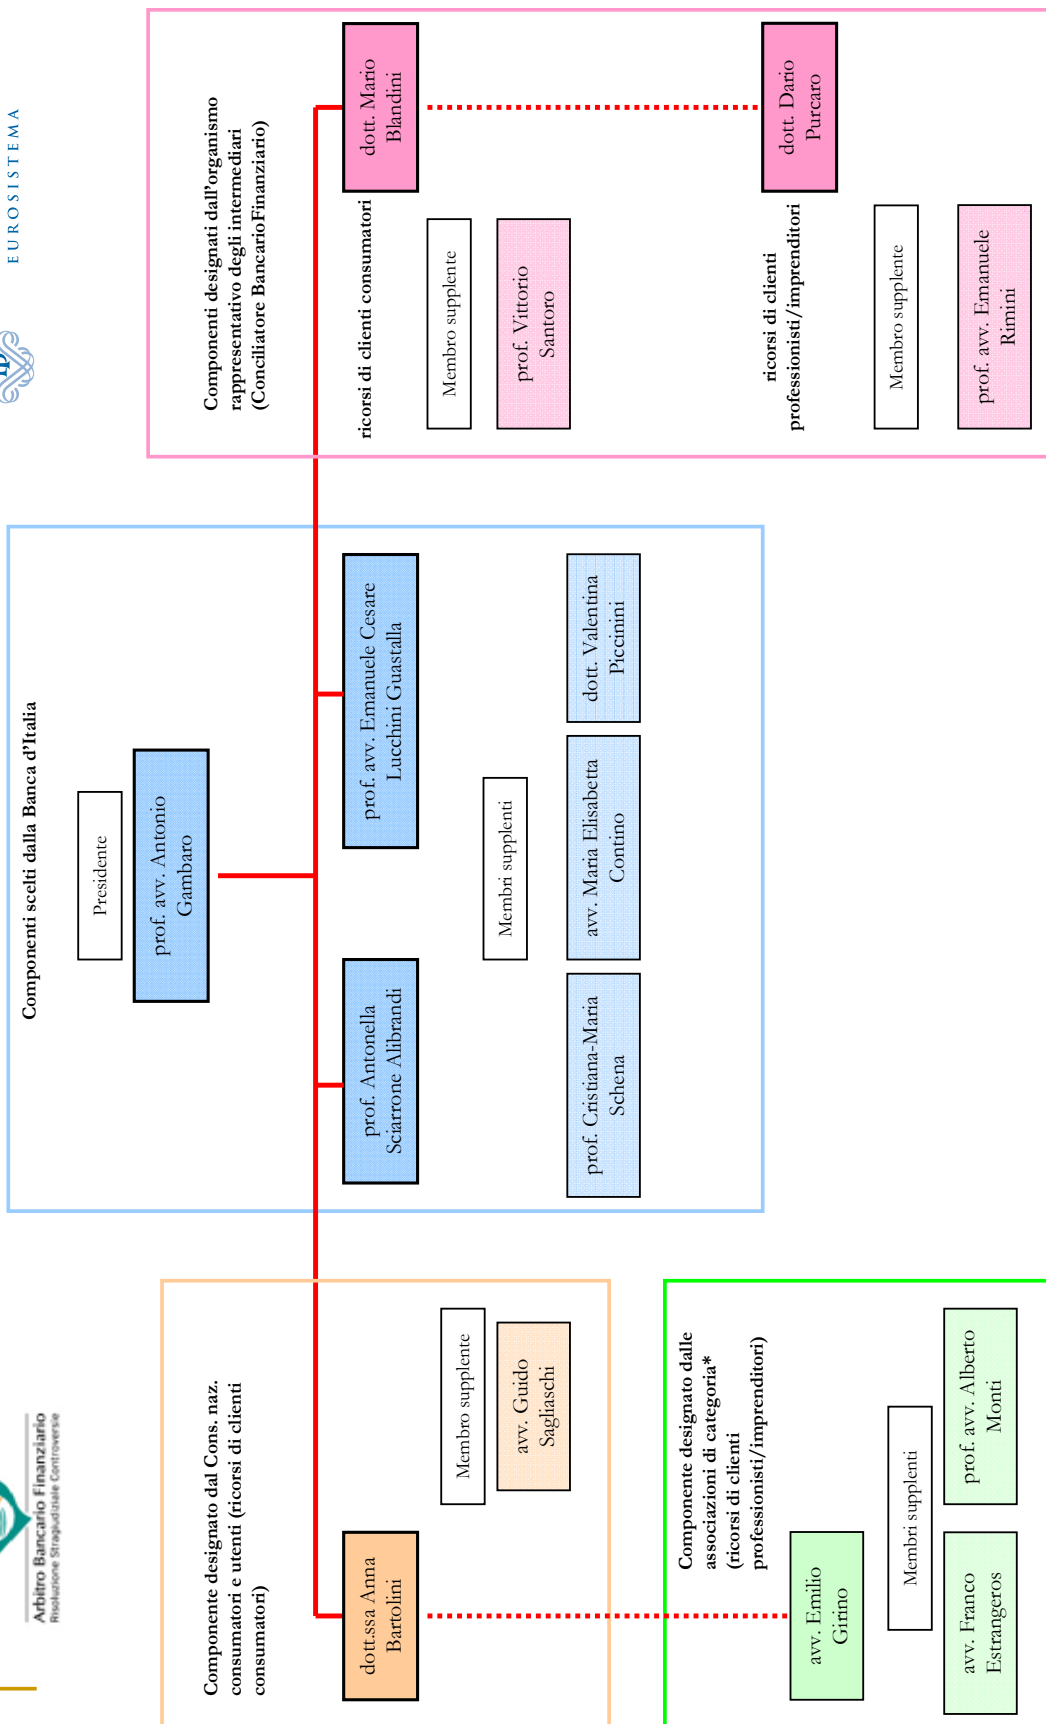 Arbitro Bancario Finanziario
Risoluzione Stragiudiziale Controversie
EUROSISTEMA
Componenti scelti dalla Banca d'Italia
Presidente
prof. avv. Antonio
Gambaro
prof. Antonella
Sciarrone Alibrandi
prof. avv. Emanuele Cesare
Lucchini Guastalla
Membri supplenti
prof. Cristiana-Maria
Schena
avv. Maria Elisabetta
Contino
dott. Valentina
Piccinini
Componente designato dal Cons. naz.
consumatori e utenti (ricorsi di clienti
consumatori)
dott.ssa Anna
Bartolini
Membro supplente
avv. Guido
Sagliaschi
Componente designato dalle
associazioni di categoria*
(ricorsi di clienti
professionisti/imprenditori)
avv. Emilio
Girino
Membri supplenti
avv. Franco
Estrangeros
prof. avv. Alberto
Monti
Componenti designati dall'organismo
rappresentativo degli intermediari
(Conciliatore BancarioFinanziario)
dott. Mario
Blandini
ricorsi di clienti consumatori
Membro supplente
prof. Vittorio
Santoro
dott. Dario
Purcaro
ricorsi di clienti
professionisti/imprenditori
Membro supplente
prof. avv. Emanuele
Rimini